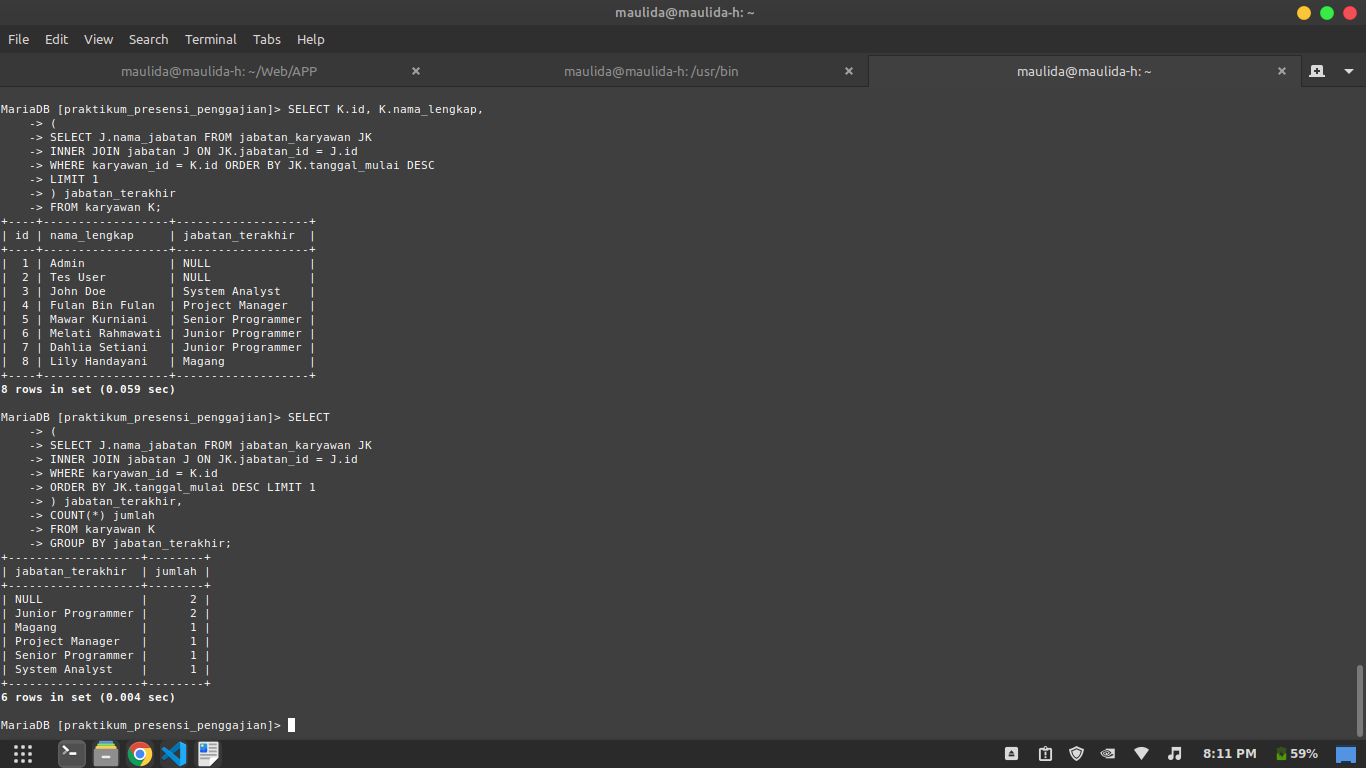 maulida@maulida-h: ~
File Edit View Search Terminal Tabs Help
maulida@maulida-h: ~/Web/APP × maulida@maulida-h: /usr/bin × maulida@maulida-h: ~ ×
MariaDB [praktikum_presensi_penggajian]> SELECT K.id, K.nama_lengkap,
    -> (
    -> SELECT J.nama_jabatan FROM jabatan_karyawan JK
    -> INNER JOIN jabatan J ON JK.jabatan_id = J.id
    -> WHERE karyawan_id = K.id ORDER BY JK.tanggal_mulai DESC
    -> LIMIT 1
    -> ) jabatan_terakhir
    -> FROM karyawan K;
+----+------------------+-------------------+
| id | nama_lengkap     | jabatan_terakhir  |
+----+------------------+-------------------+
|  1 | Admin            | NULL              |
|  2 | Tes User         | NULL              |
|  3 | John Doe         | System Analyst    |
|  4 | Fulan Bin Fulan  | Project Manager   |
|  5 | Mawar Kurniani   | Senior Programmer |
|  6 | Melati Rahmawati | Junior Programmer |
|  7 | Dahlia Setiani   | Junior Programmer |
|  8 | Lily Handayani   | Magang            |
+----+------------------+-------------------+
8 rows in set (0.059 sec)
MariaDB [praktikum_presensi_penggajian]> SELECT
    -> (
    -> SELECT J.nama_jabatan FROM jabatan_karyawan JK
    -> INNER JOIN jabatan J ON JK.jabatan_id = J.id
    -> WHERE karyawan_id = K.id
    -> ORDER BY JK.tanggal_mulai DESC LIMIT 1
    -> ) jabatan_terakhir,
    -> COUNT(*) jumlah
    -> FROM karyawan K
    -> GROUP BY jabatan_terakhir;
+-------------------+--------+
| jabatan_terakhir  | jumlah |
+-------------------+--------+
| NULL              |      2 |
| Junior Programmer |      2 |
| Magang            |      1 |
| Project Manager   |      1 |
| Senior Programmer |      1 |
| System Analyst    |      1 |
+-------------------+--------+
6 rows in set (0.004 sec)
MariaDB [praktikum_presensi_penggajian]>
8:11 PM 59%